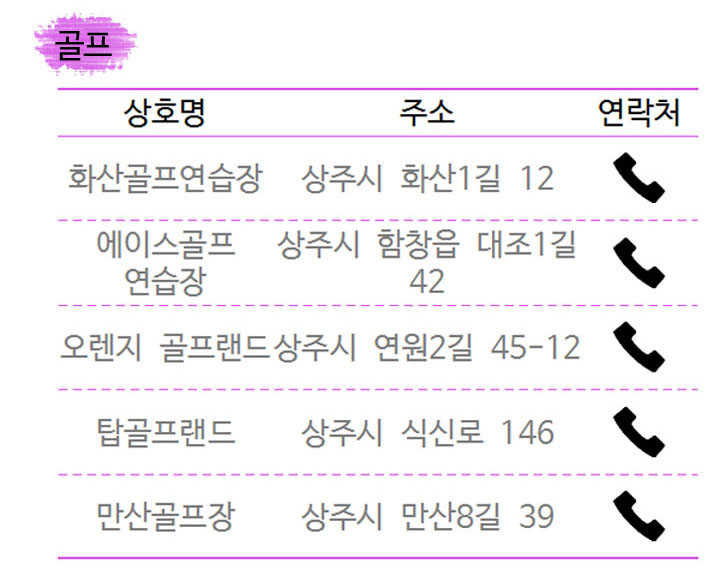 골프
상호명 주소 연락처
화산골프연습장 상주시 화산1길 12
에이스골프 상주시 함창읍 대조1길
연습장 42
오렌지 골프랜드 상주시 연원2길 45-12
탑골프랜드 상주시 식신로 146
만산골프장 상주시 만산8길 39